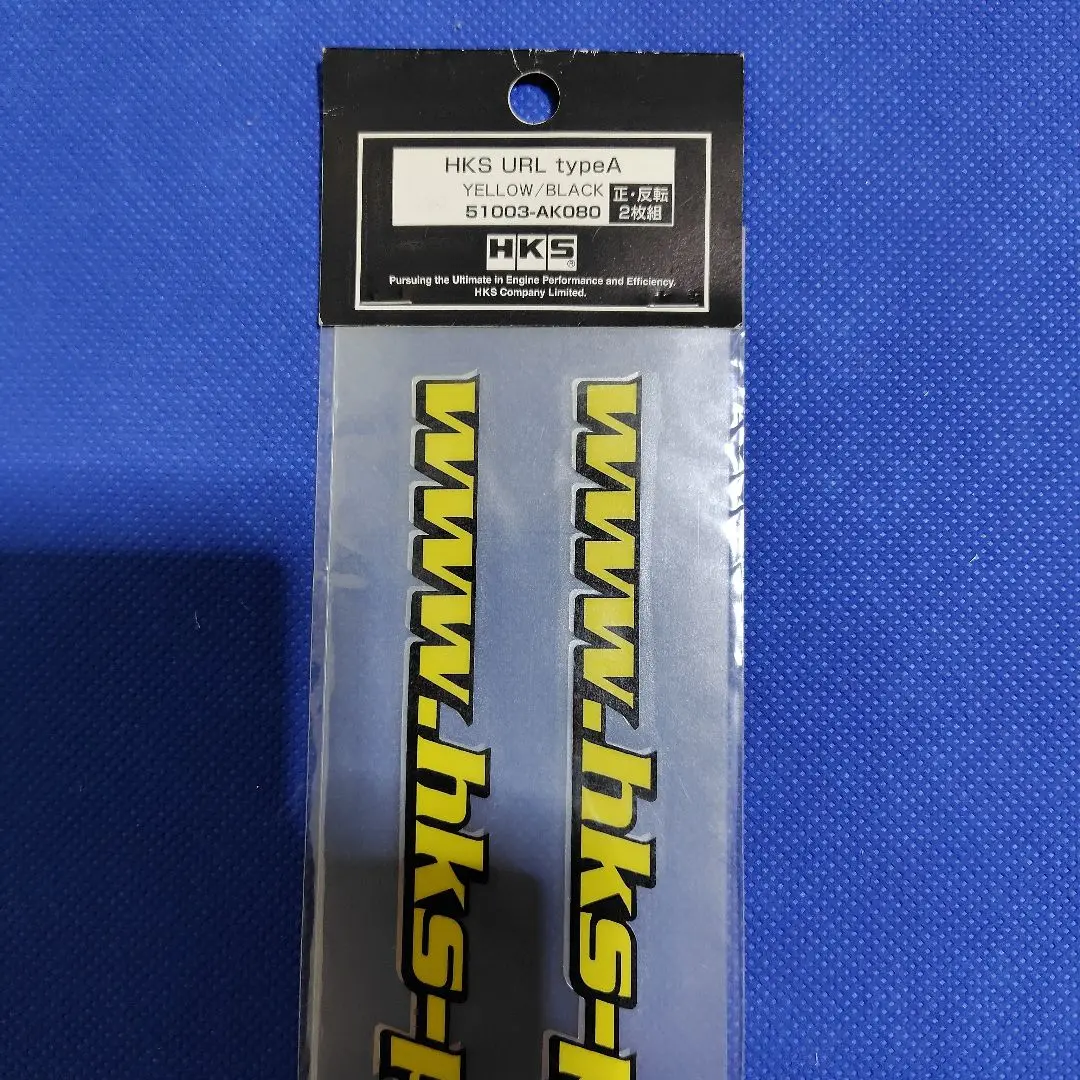 HKS URL typeA
YELLOW/BLACK
51003-AK080
正・反転
2枚組
HKS®
Pursuing the Ultimate in Engine Performance and Efficiency.
HKS Company Limited.
www.hks-
www.hks-